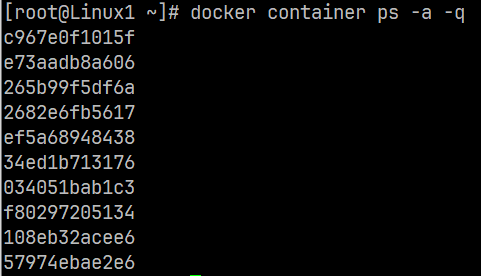 [root@Linux1 ~]# docker container ps -a -q
c967e0f1015f
e73aadb8a606
265b99f5df6a
2682e6fb5617
ef5a68948438
34ed1b713176
034051bab1c3
f80297205134
108eb32acee6
57974ebae2e6